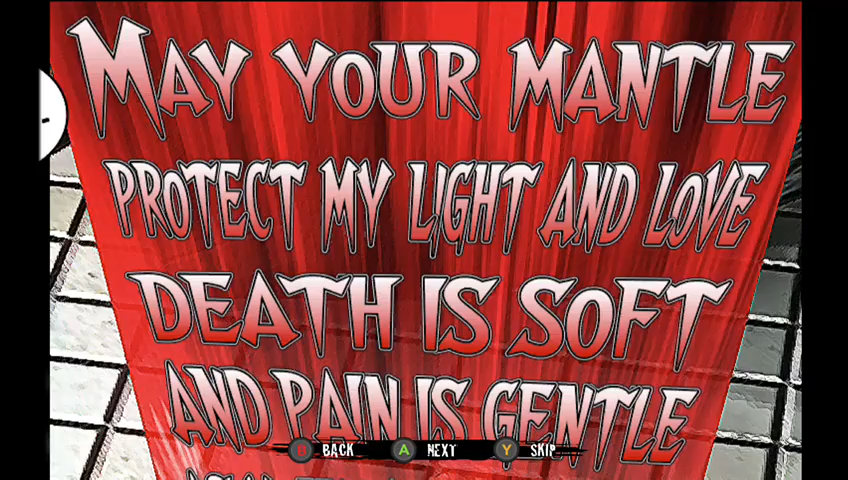 MAY YOUR MANTLE
PROTECT MY LIGHT AND LOVE
DEATH IS SOFT
AND PAIN IS GENTLE
B BACK A NEXT Y SKIP